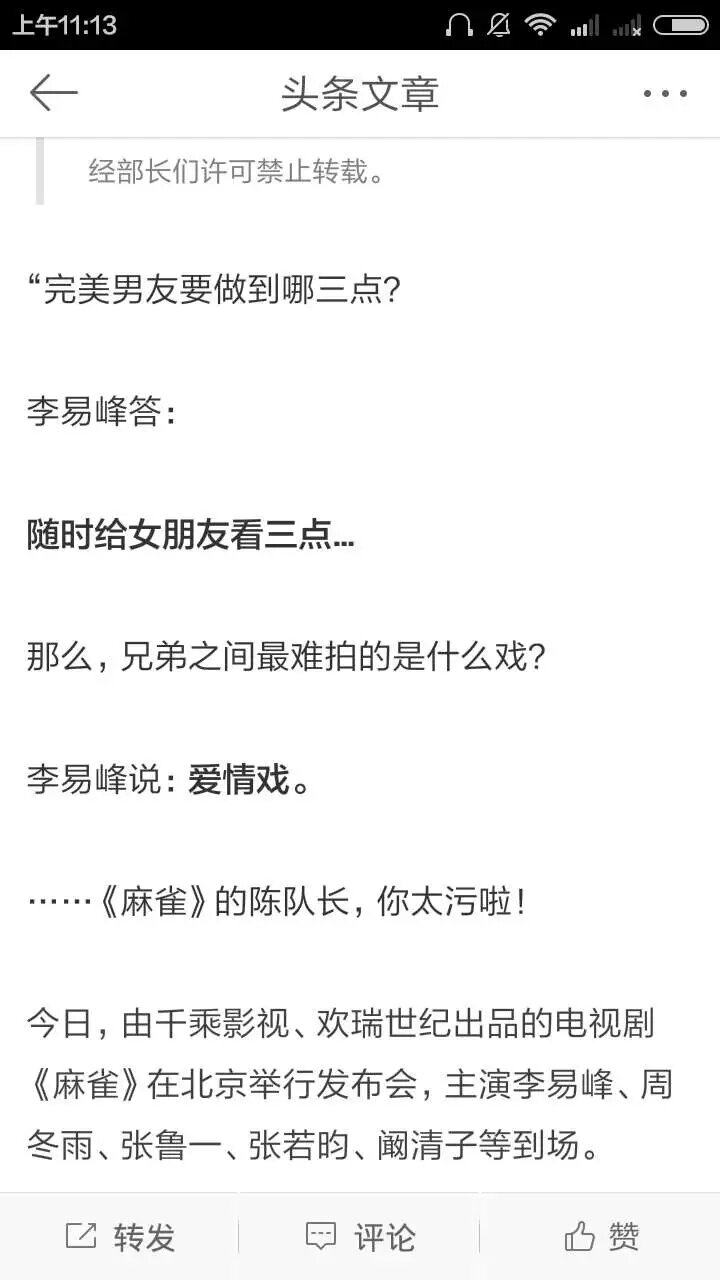 上午11:13
头条文章
经部长们许可禁止转载。
“完美男友要做到哪三点？
李易峰答：
随时给女朋友看三点...
那么，兄弟之间最难拍的是什么戏？
李易峰说：爱情戏。
……《麻雀》的陈队长，你太污啦！
今日，由千乘影视、欢瑞世纪出品的电视剧
《麻雀》在北京举行发布会，主演李易峰、周
冬雨、张鲁一、张若昀、阚清子等到场。
转发 评论 赞